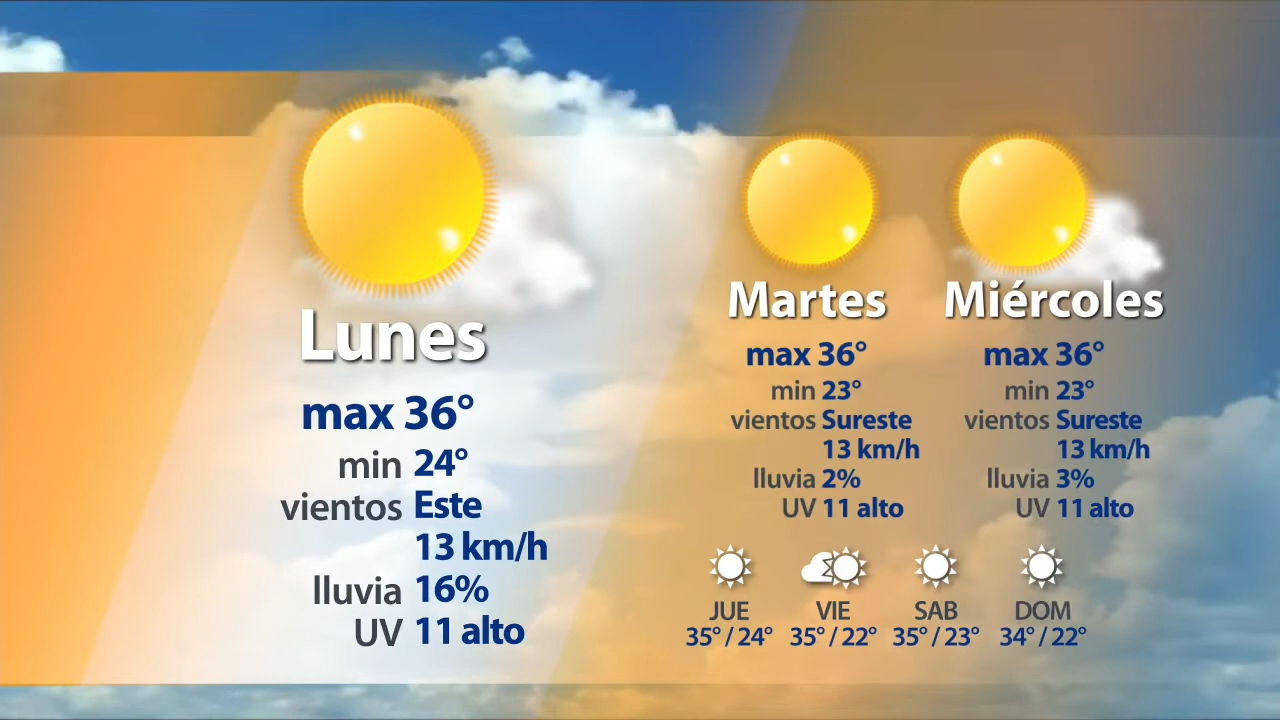 Lunes
max 36°
min 24°
vientos Este
13 km/h
lluvia 16%
UV 11 alto
Martes
max 36°
min 23°
vientos Sureste
13 km/h
lluvia 2%
UV 11 alto
Miércoles
max 36°
min 23°
vientos Sureste
13 km/h
lluvia 3%
UV 11 alto
JUE
35° / 24°
VIE
35° / 22°
SAB
35° / 23°
DOM
34° / 22°